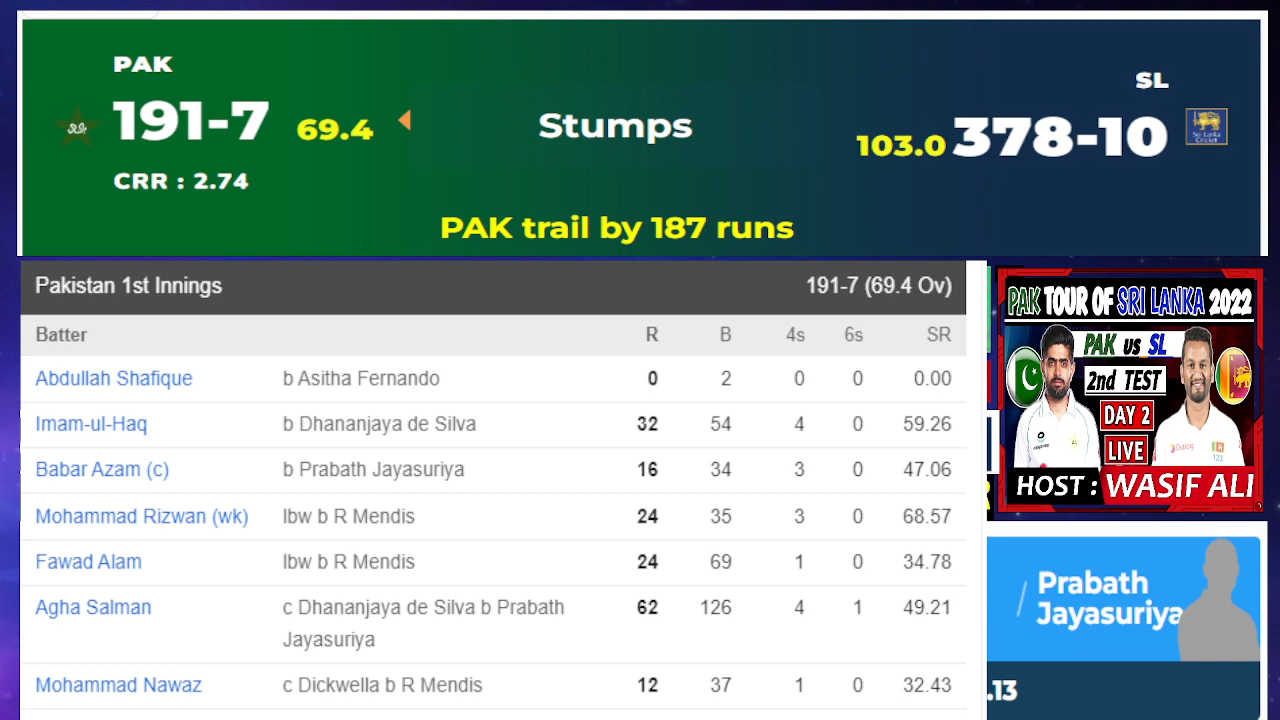 PAK
191-7 69.4
CRR : 2.74
Stumps
SL
103.0 378-10
Sri Lanka
Cricket
PAK trail by 187 runs
Pakistan 1st Innings 191-7 (69.4 Ov)
Batter R B 4s 6s SR
Abdullah Shafique b Asitha Fernando 0 2 0 0 0.00
Imam-ul-Haq b Dhananjaya de Silva 32 54 4 0 59.26
Babar Azam (c) b Prabath Jayasuriya 16 34 3 0 47.06
Mohammad Rizwan (wk) lbw b R Mendis 24 35 3 0 68.57
Fawad Alam lbw b R Mendis 24 69 1 0 34.78
Agha Salman c Dhananjaya de Silva b Prabath Jayasuriya 62 126 4 1 49.21
Mohammad Nawaz c Dickwella b R Mendis 12 37 1 0 32.43
PAK TOUR OF SRI LANKA 2022
PAK vs SL
2nd TEST
DAY 2
LIVE
Dialog
HOST : WASIF ALI
Prabath
Jayasuriya
.13